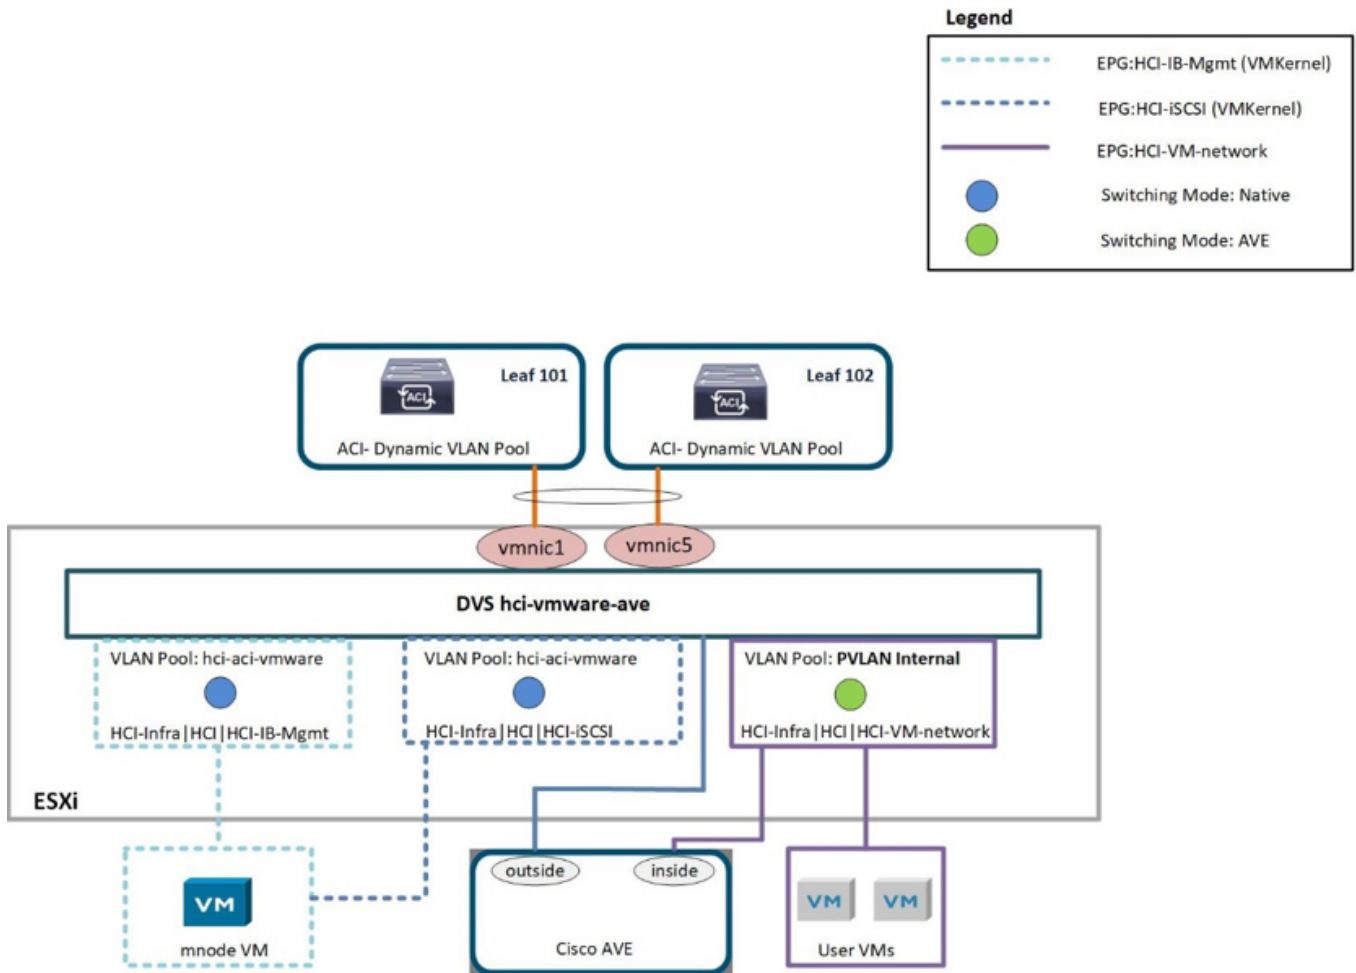 Legend
EPG:HCI-IB-Mgmt (VMKernel)
EPG:HCI-iSCSI (VMKernel)
EPG:HCI-VM-network
Switching Mode: Native
Switching Mode: AVE
Leaf 101
ACI
ACI- Dynamic VLAN Pool
Leaf 102
ACI
ACI- Dynamic VLAN Pool
vmnic1
vmnic5
DVS hci-vmware-ave
VLAN Pool: hci-aci-vmware
HCI-Infra|HCI|HCI-IB-Mgmt
VLAN Pool: hci-aci-vmware
HCI-Infra|HCI|HCI-iSCSI
VLAN Pool: PVLAN Internal
HCI-Infra|HCI|HCI-VM-network
ESXi
VM
mnode VM
outside
inside
Cisco AVE
VM
VM
User VMs